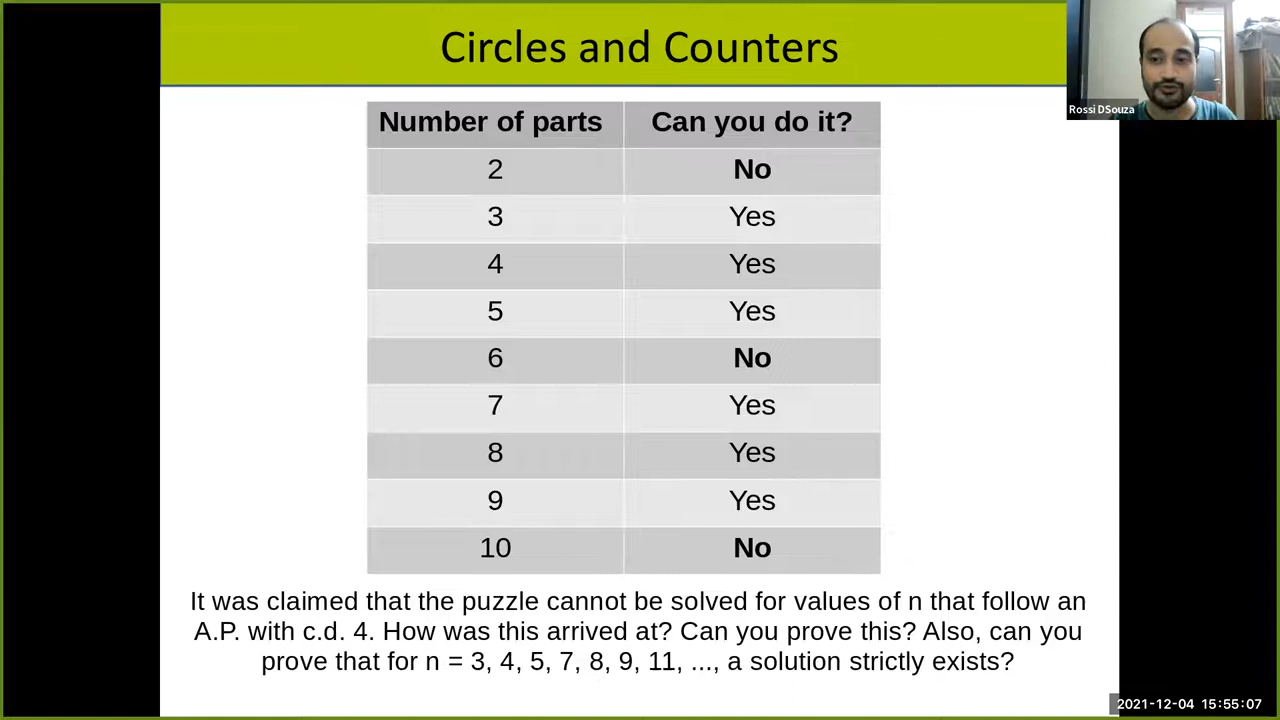 Circles and Counters
Rossi DSouza
Number of parts Can you do it?
2 No
3 Yes
4 Yes
5 Yes
6 No
7 Yes
8 Yes
9 Yes
10 No
It was claimed that the puzzle cannot be solved for values of n that follow an
A.P. with c.d. 4. How was this arrived at? Can you prove this? Also, can you
prove that for n = 3, 4, 5, 7, 8, 9, 11, ..., a solution strictly exists?
2021-12-04 15:55:07